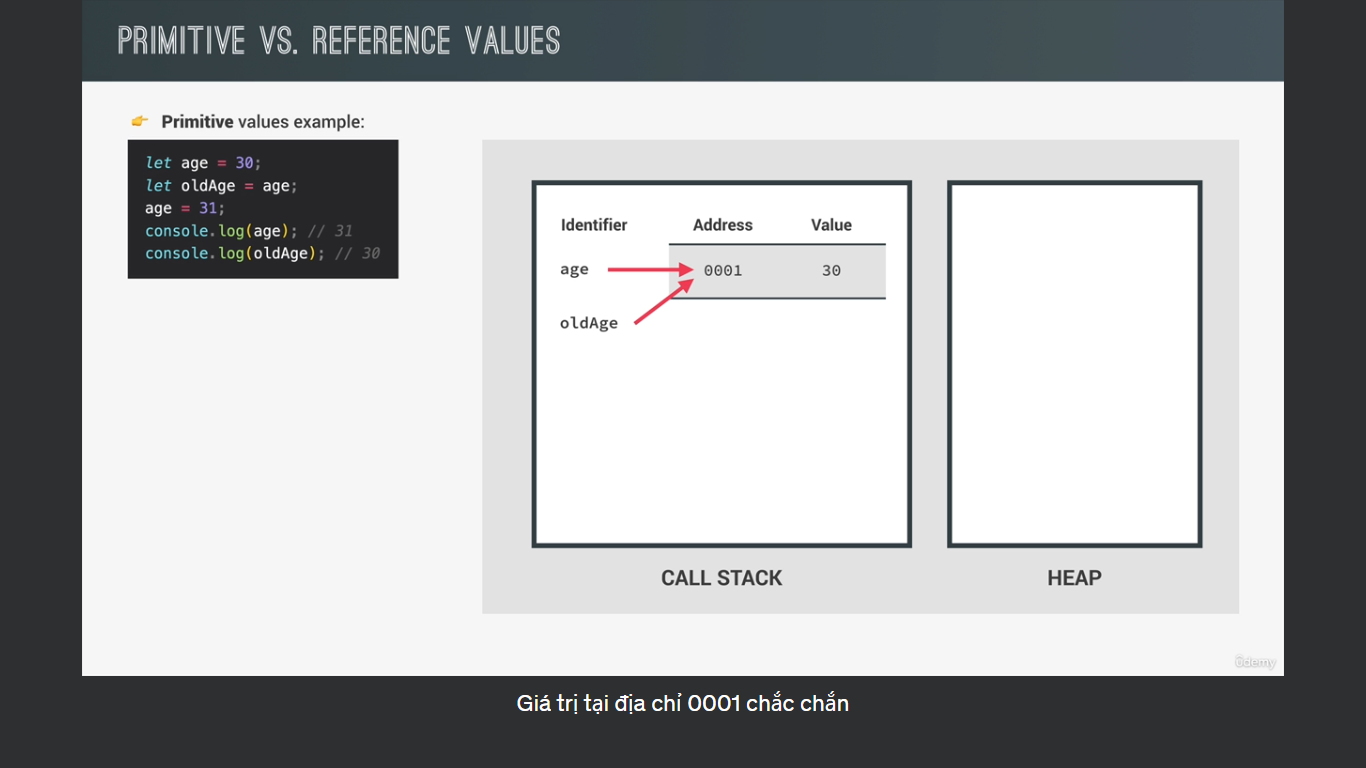 PRIMITIVE VS. REFERENCE VALUES
👉 Primitive values example:
let age = 30;
let oldAge = age;
age = 31;
console.log(age); // 31
console.log(oldAge); // 30
Identifier Address Value
age 0001 30
oldAge
CALL STACK
HEAP
Udemy
Giá trị tại địa chỉ 0001 chắc chắn